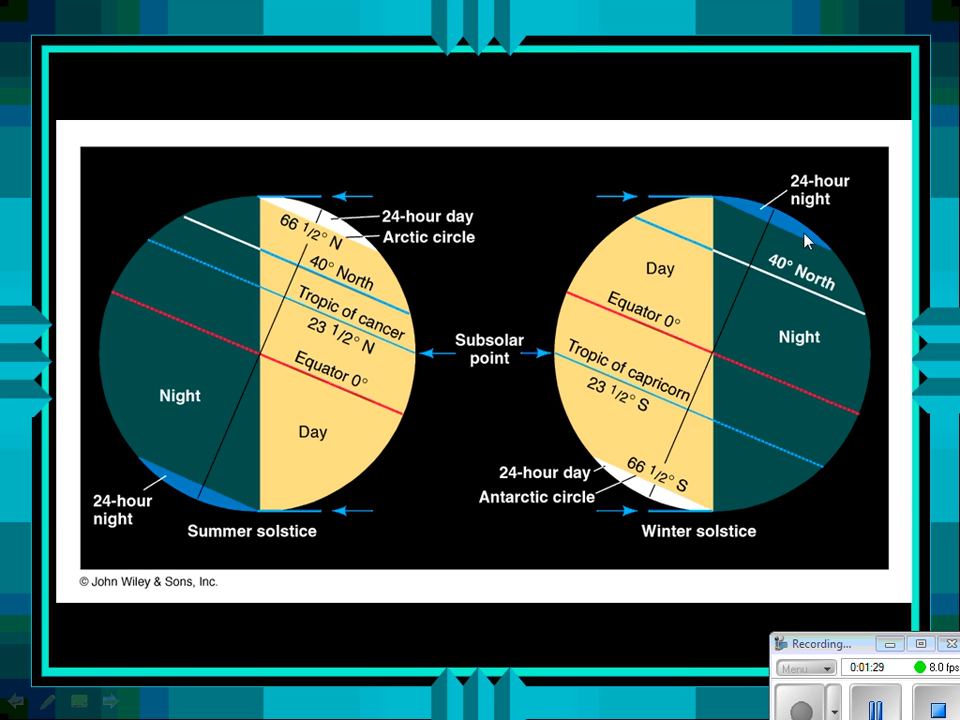 24-hour day
Arctic circle
66 1/2° N
40° North
Tropic of cancer
23 1/2° N
Equator 0°
Night
Day
24-hour
night
Summer solstice
Subsolar
point
24-hour
night
40° North
Day
Equator 0°
Night
Tropic of capricorn
23 1/2° S
66 1/2° S
24-hour day
Antarctic circle
Winter solstice
© John Wiley & Sons, Inc.
Recording...
Menu
0:01:29
8.0 fps